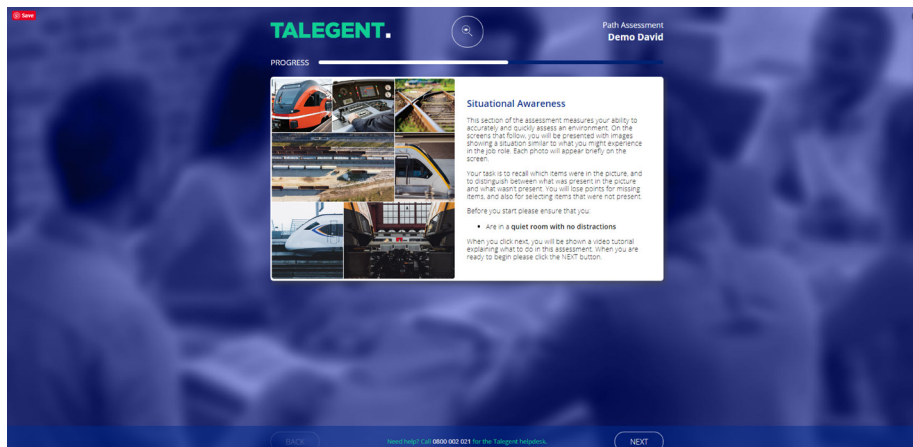 Save
TALEGENT.
Path Assessment
Demo David
PROGRESS
Situational Awareness
This section of the assessment measures your ability to
accurately and quickly assess an environment. On the
screens that follow, you will be presented with images
showing a situation similar to what you might experience
in the job role. Each photo will appear briefly on the
screen.
Your task is to recall which items were in the picture, and
to distinguish between what was present in the picture
and what wasn't present. You will lose points for missing
items, and also for selecting items that were not present.
Before you start please ensure that you:
• Are in a quiet room with no distractions
When you click next, you will be shown a video tutorial
explaining what to do in this assessment. When you are
ready to begin please click the NEXT button.
BACK
Need help? Call 0800 002 021 for the Talegent helpdesk.
NEXT